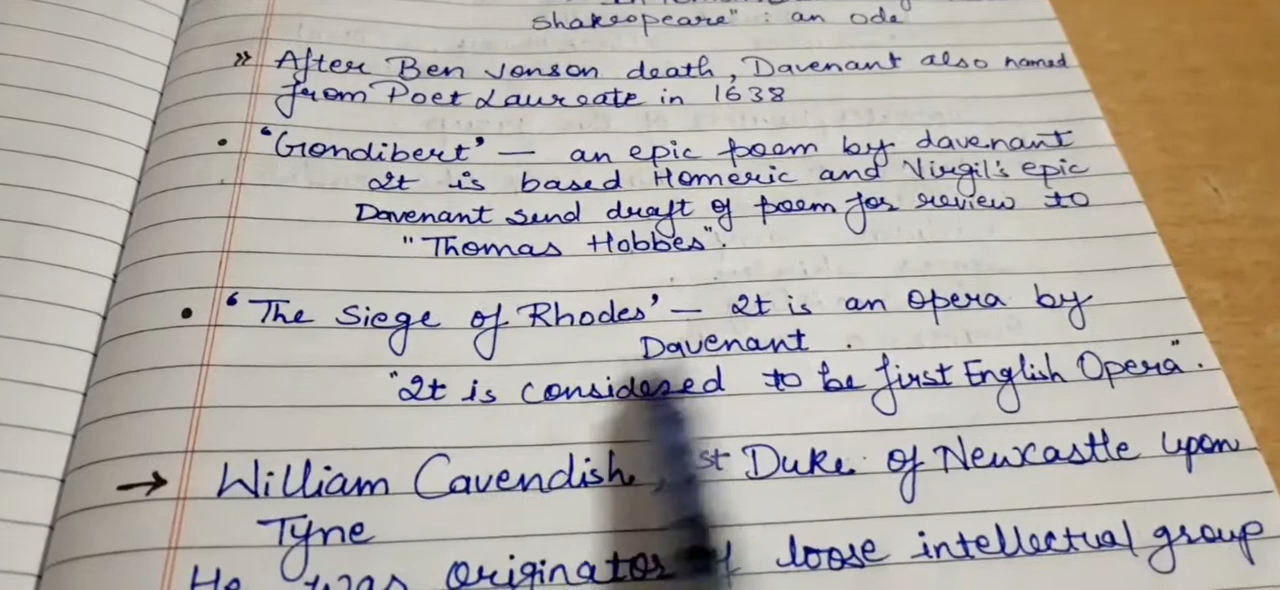 Shakespeare" : an ode
» After Ben Jonson death, Davenant also named
from Poet Laureate in 1638
• 'Gondibert' — an epic poem by davenant
It is based Homeric and Virgil's epic
Davenant send draft of poem for review to
"Thomas Hobbes".
• 'The Siege of Rhodes' — It is an opera by
Davenant .
"It is considered to be first English Opera".
→ William Cavendish, st Duke of Newcastle upon
Tyne
He was originator loose intellectual group